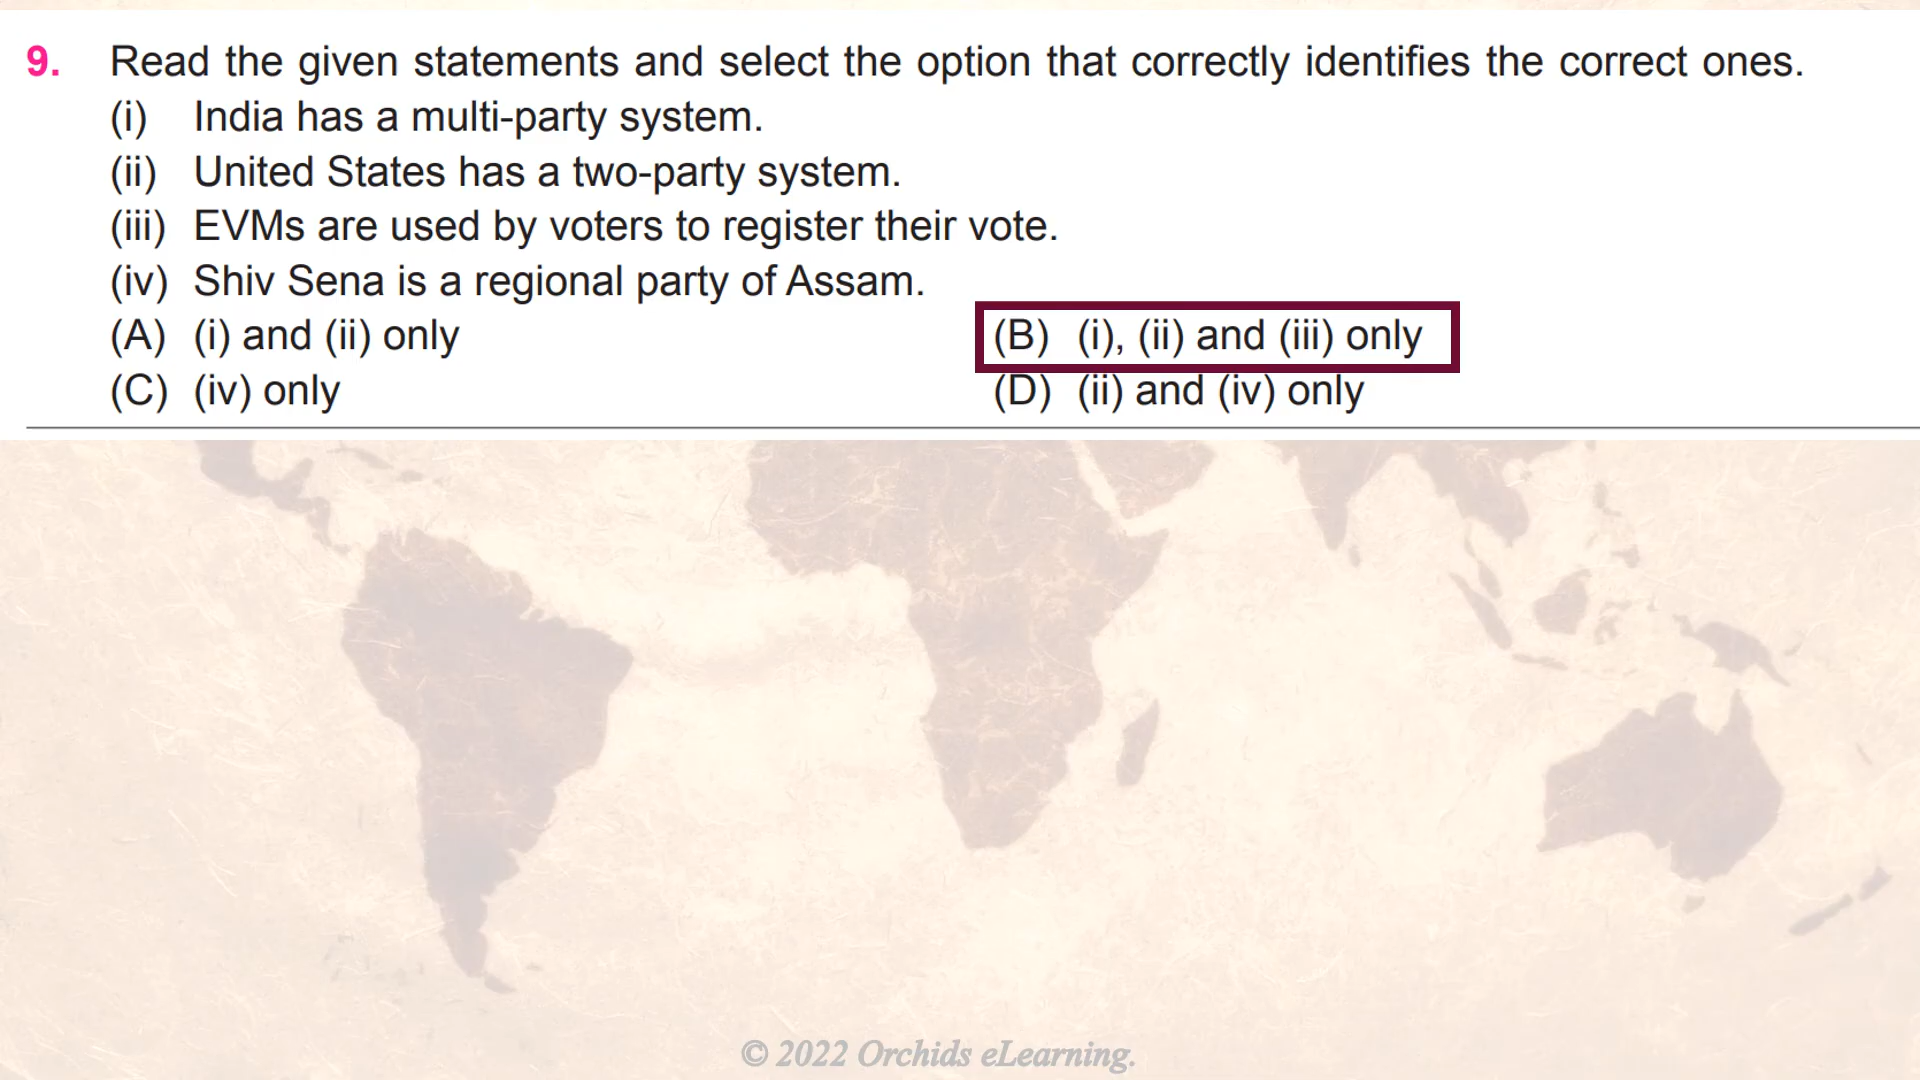 9. Read the given statements and select the option that correctly identifies the correct ones.
(i) India has a multi-party system.
(ii) United States has a two-party system.
(iii) EVMs are used by voters to register their vote.
(iv) Shiv Sena is a regional party of Assam.
(A) (i) and (ii) only (B) (i), (ii) and (iii) only
(C) (iv) only (D) (ii) and (iv) only
© 2022 Orchids eLearning.